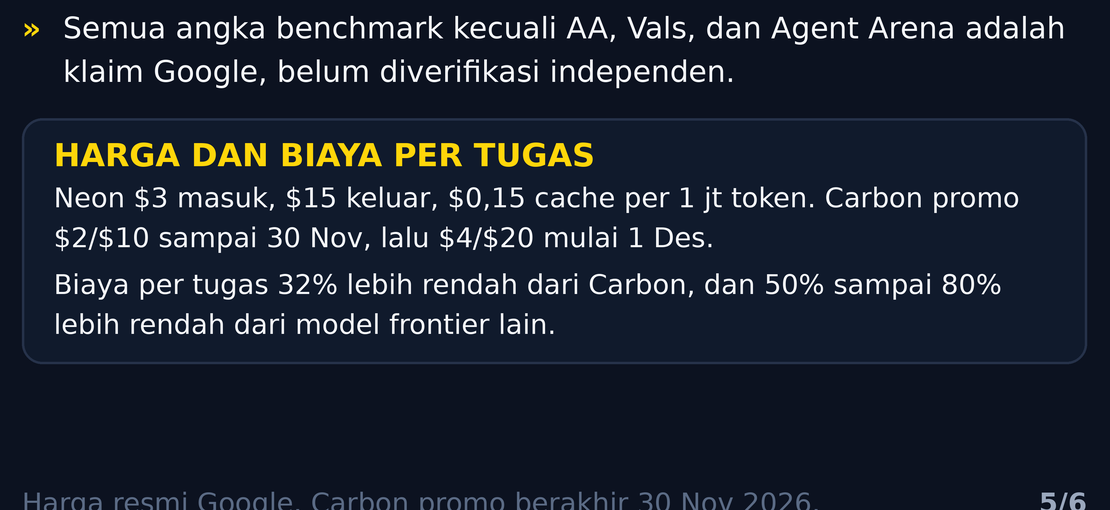 » Semua angka benchmark kecuali AA, Vals, dan Agent Arena adalah
klaim Google, belum diverifikasi independen.
HARGA DAN BIAYA PER TUGAS
Neon $3 masuk, $15 keluar, $0,15 cache per 1 jt token. Carbon promo
$2/$10 sampai 30 Nov, lalu $4/$20 mulai 1 Des.
Biaya per tugas 32% lebih rendah dari Carbon, dan 50% sampai 80%
lebih rendah dari model frontier lain.
Harga resmi Google. Carbon promo berakhir 30 Nov 2026.
5/6